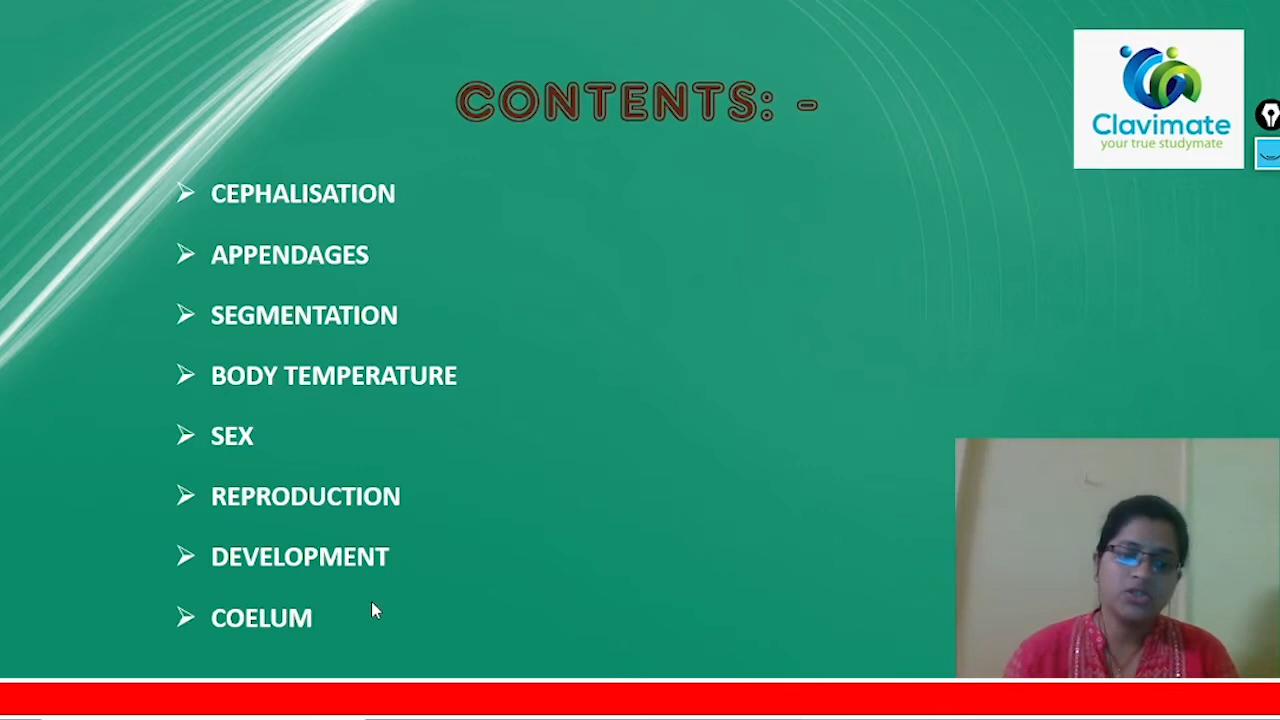 CONTENTS: -
Clavimate
your true studymate
CEPHALISATION
APPENDAGES
SEGMENTATION
BODY TEMPERATURE
SEX
REPRODUCTION
DEVELOPMENT
COELUM